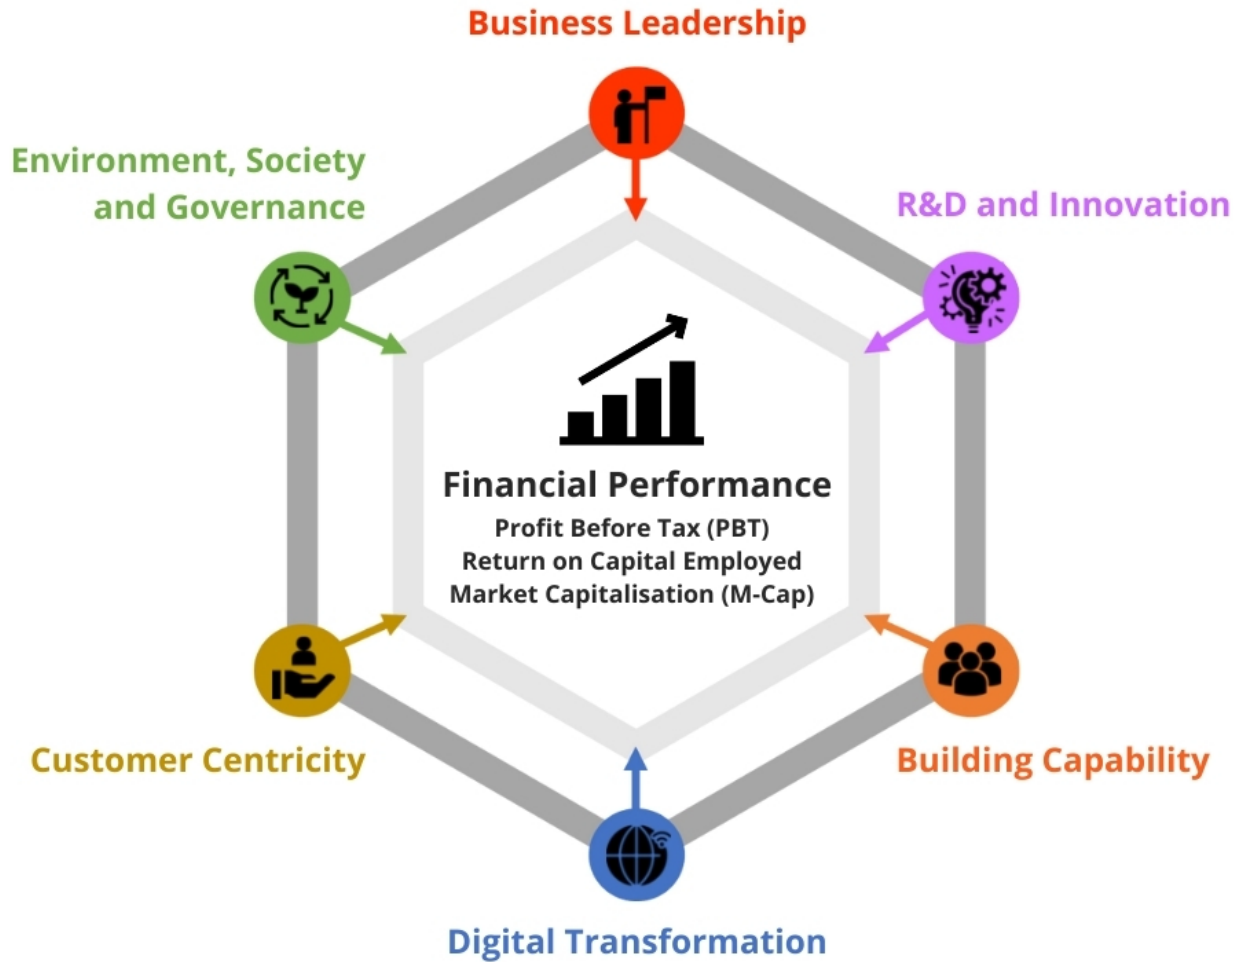 Business Leadership
Environment, Society
and Governance
R&D and Innovation
Financial Performance
Profit Before Tax (PBT)
Return on Capital Employed
Market Capitalisation (M-Cap)
Customer Centricity
Building Capability
Digital Transformation